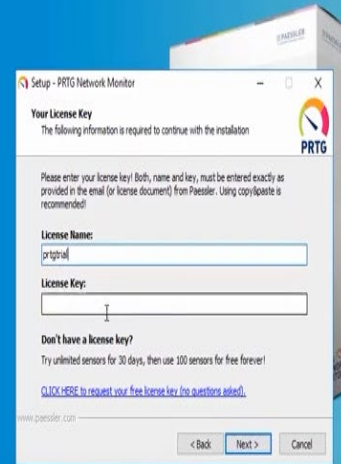 PAESSLER
Setup - PRTG Network Monitor
Your License Key
The following information is required to continue with the installation
PRTG
Please enter your license key! Both, name and key, must be entered exactly as
provided in the email (or license document) from Paessler. Using copy&paste is
recommended!
License Name:
prtgtrial
License Key:
Don't have a license key?
Try unlimited sensors for 30 days, then use 100 sensors for free forever!
CLICK HERE to request your free license key (no questions asked).
www.paessler.com
< Back
Next >
Cancel